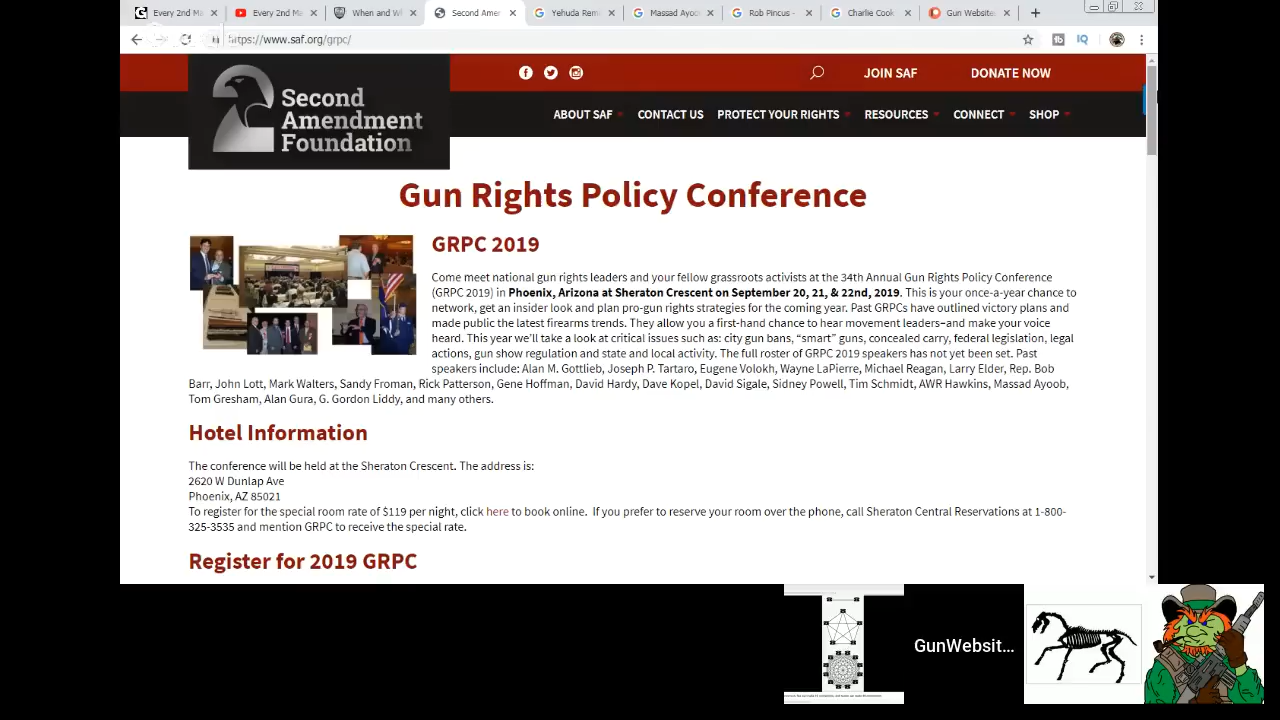 Every 2nd Ma
Every 2nd Ma
When and Wh
Second Amer
Yehuda Rem
Massad Ayoo
Rob Pincus -
Charlie Cook
Gun Website
https://www.saf.org/grpc/
JOIN SAF
DONATE NOW
Second
Amendment
Foundation
ABOUT SAF
CONTACT US
PROTECT YOUR RIGHTS
RESOURCES
CONNECT
SHOP
Gun Rights Policy Conference
GRPC 2019
Come meet national gun rights leaders and your fellow grassroots activists at the 34th Annual Gun Rights Policy Conference
(GRPC 2019) in Phoenix, Arizona at Sheraton Crescent on September 20, 21, & 22nd, 2019. This is your once-a-year chance to
network, get an insider look and plan pro-gun rights strategies for the coming year. Past GRPCs have outlined victory plans and
made public the latest firearms trends. They allow you a first-hand chance to hear movement leaders–and make your voice
heard. This year we'll take a look at critical issues such as: city gun bans, “smart” guns, concealed carry, federal legislation, legal
actions, gun show regulation and state and local activity. The full roster of GRPC 2019 speakers has not yet been set. Past
speakers include: Alan M. Gottlieb, Joseph P. Tartaro, Eugene Volokh, Wayne LaPierre, Michael Reagan, Larry Elder, Rep. Bob
Barr, John Lott, Mark Walters, Sandy Froman, Rick Patterson, Gene Hoffman, David Hardy, Dave Kopel, David Sigale, Sidney Powell, Tim Schmidt, AWR Hawkins, Massad Ayoob,
Tom Gresham, Alan Gura, G. Gordon Liddy, and many others.
Hotel Information
The conference will be held at the Sheraton Crescent. The address is:
2620 W Dunlap Ave
Phoenix, AZ 85021
To register for the special room rate of $119 per night, click here to book online. If you prefer to reserve your room over the phone, call Sheraton Central Reservations at 1-800-
325-3535 and mention GRPC to receive the special rate.
Register for 2019 GRPC
GunWebsit...